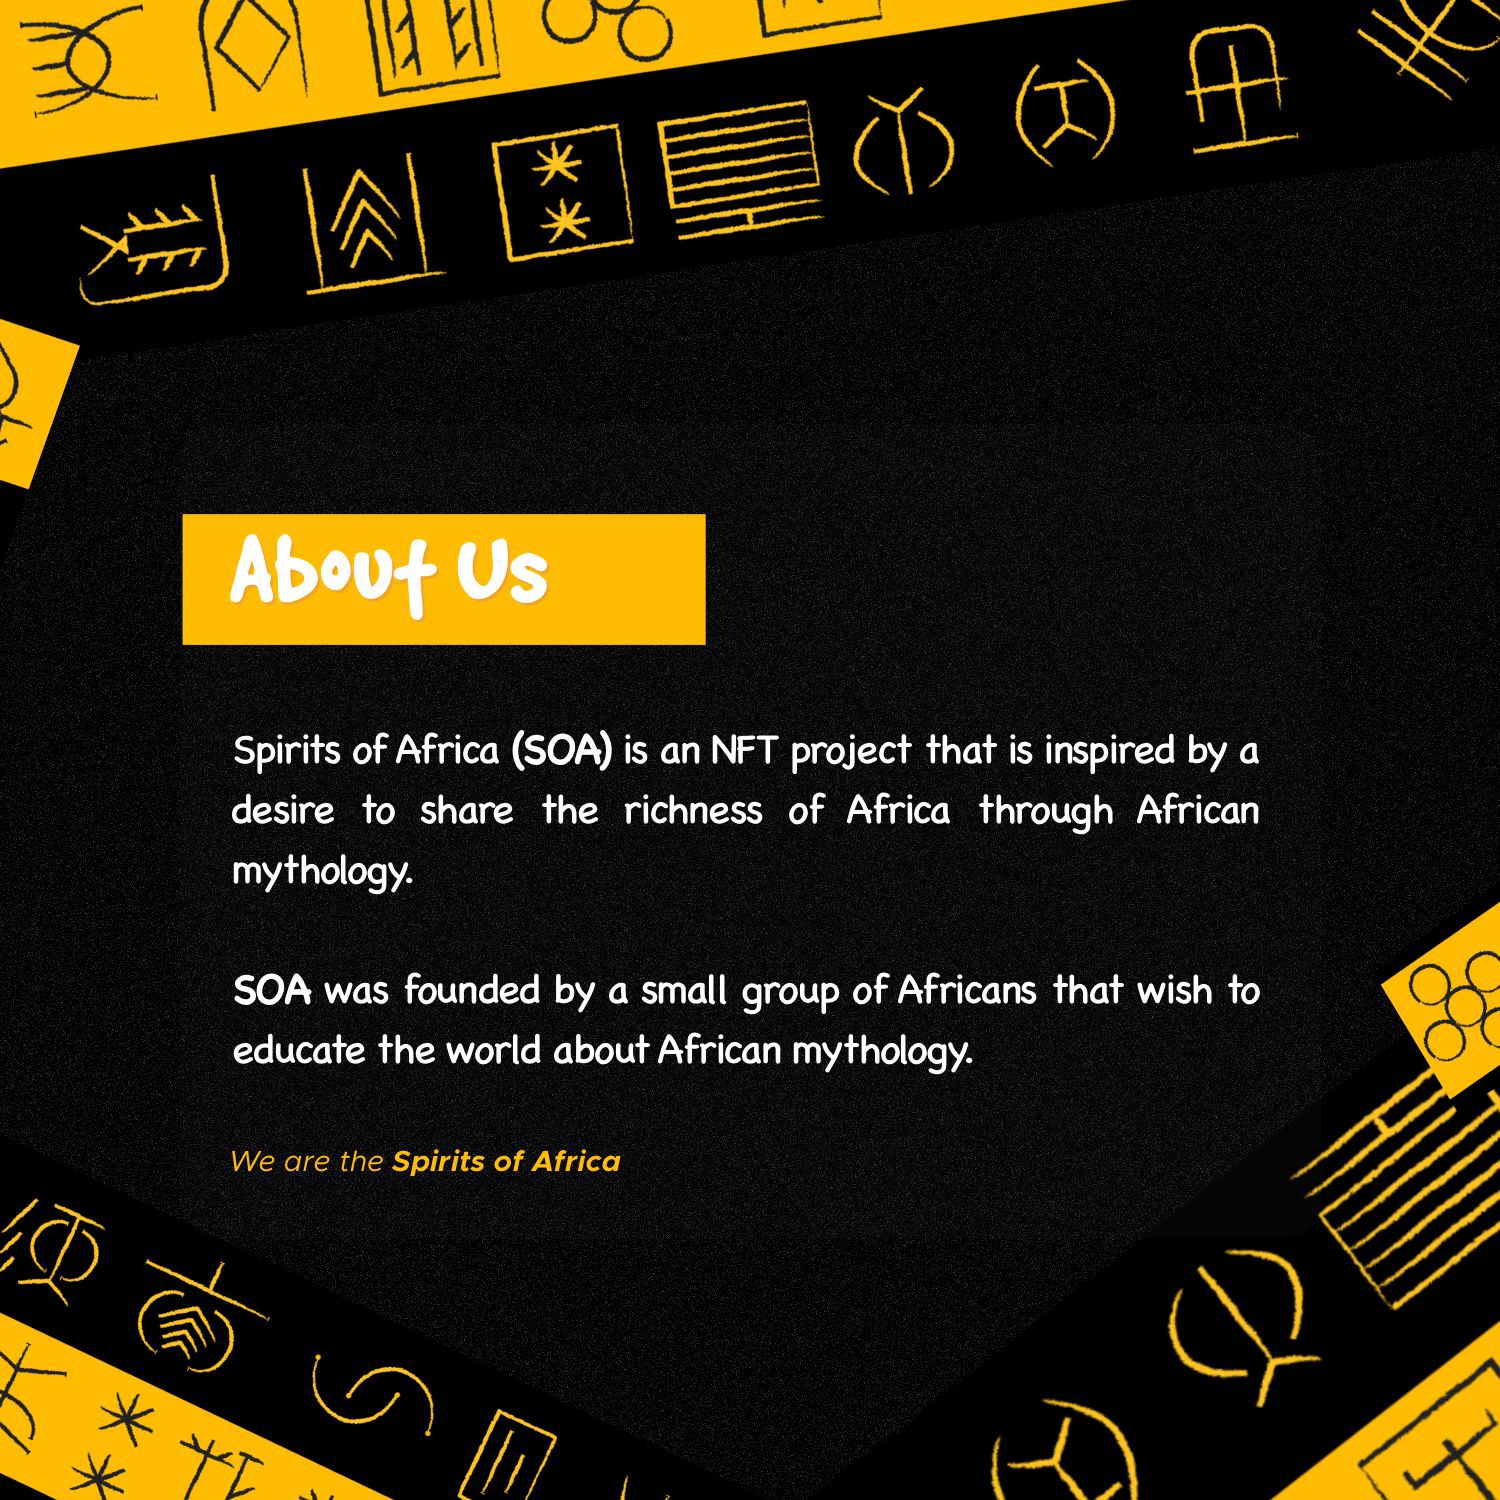 About Us
Spirits of Africa (SOA) is an NFT project that is inspired by a
desire to share the richness of Africa through African
mythology.
SOA was founded by a small group of Africans that wish to
educate the world about African mythology.
We are the Spirits of Africa